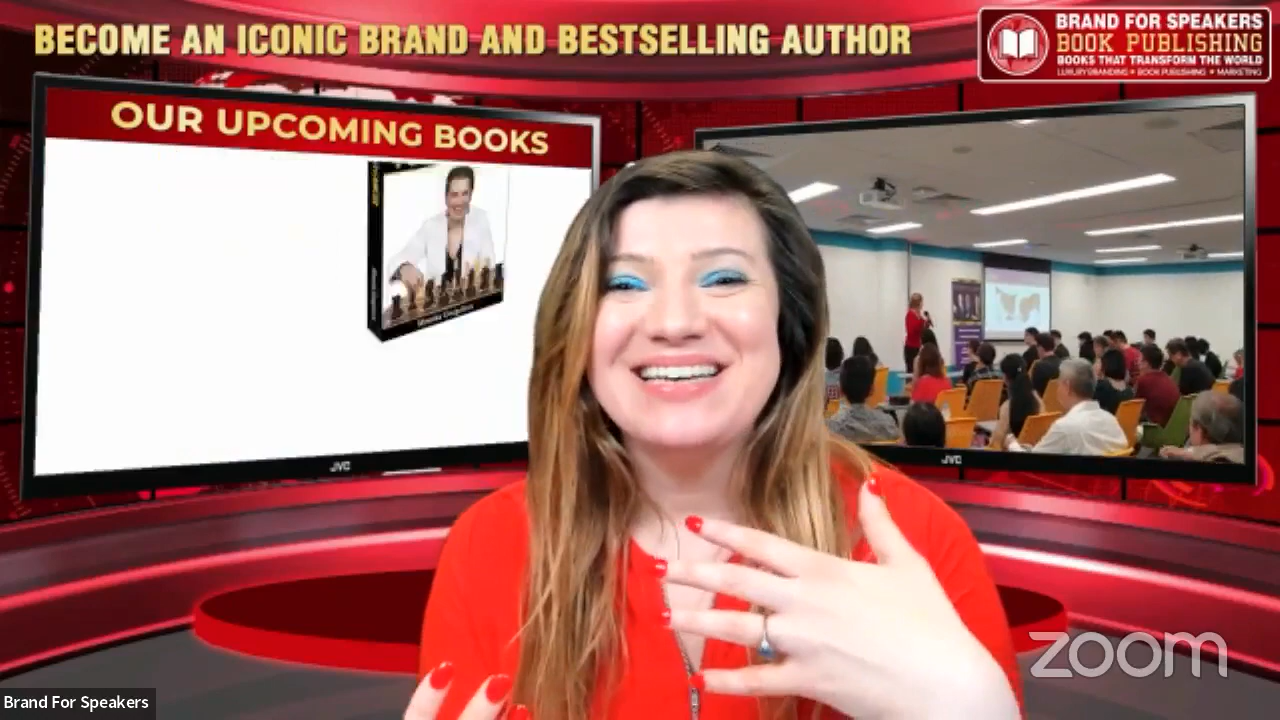 BECOME AN ICONIC BRAND AND BESTSELLING AUTHOR
BRAND FOR SPEAKERS
BOOK PUBLISHING
BOOKS THAT TRANSFORM THE WORLD
LUXURY BRANDING • BOOK PUBLISHING • MARKETING
OUR UPCOMING BOOKS
JVC
JVC
zoom
Brand For Speakers